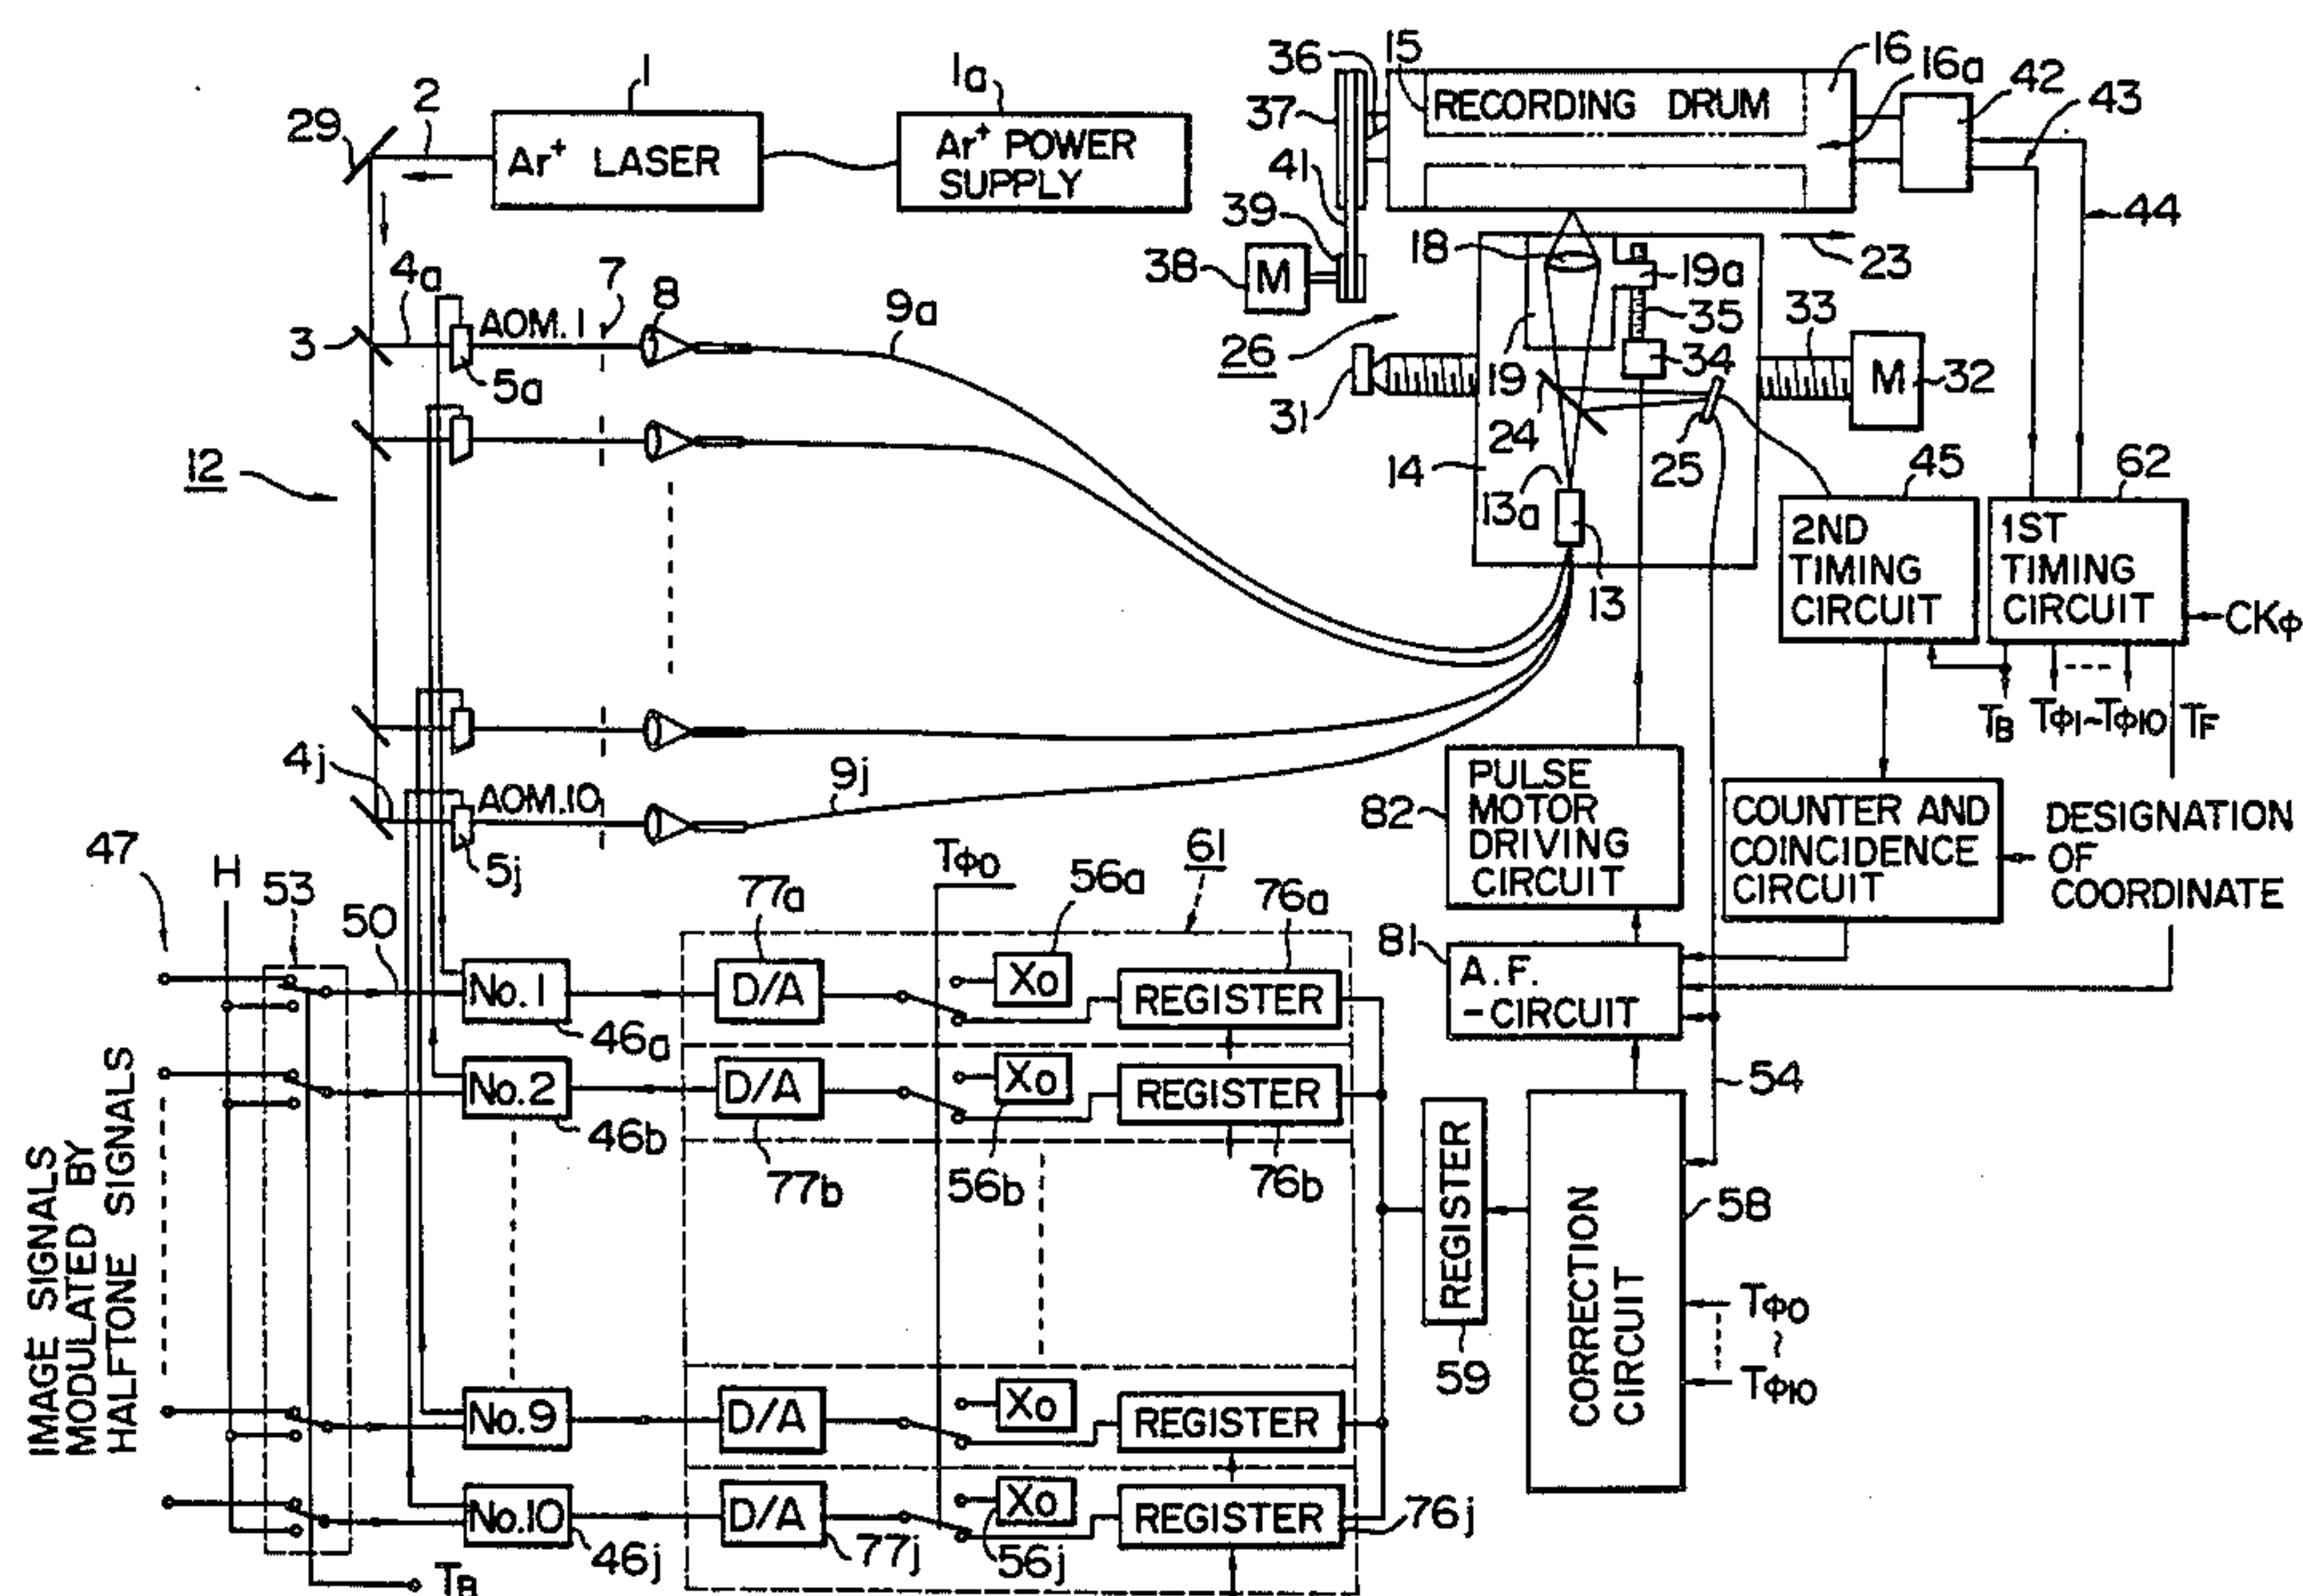 1
1a
2
29
Ar⁺ LASER
Ar⁺ POWER
SUPPLY
36
15
RECORDING DRUM
16
16a
42
43
37
41
39
38
M
18
19a
23
44
35
33
26
31
19
34
M
32
24
25
14
13a
13
45
62
4a
7
8
9a
3
AOM.1
5a
12
4j
AOM.10
9j
5j
2ND
TIMING
CIRCUIT
1ST
TIMING
CIRCUIT
CKφ
TB
Tφ1~Tφ10
TF
82
PULSE
MOTOR
DRIVING
CIRCUIT
COUNTER AND
COINCIDENCE
CIRCUIT
DESIGNATION
OF
COORDINATE
81
A.F.
-CIRCUIT
54
47
H
53
50
77a
Tφ0
56a
61
76a
No.1
46a
D/A
X0
REGISTER
No.2
46b
D/A
77b
X0
56b
REGISTER
76b
IMAGE SIGNALS
MODULATED BY
HALFTONE SIGNALS
REGISTER
59
CORRECTION
CIRCUIT
58
Tφ0
~
Tφ10
No.9
D/A
X0
REGISTER
No.10
46j
D/A
77j
X0
56j
REGISTER
76j
TB